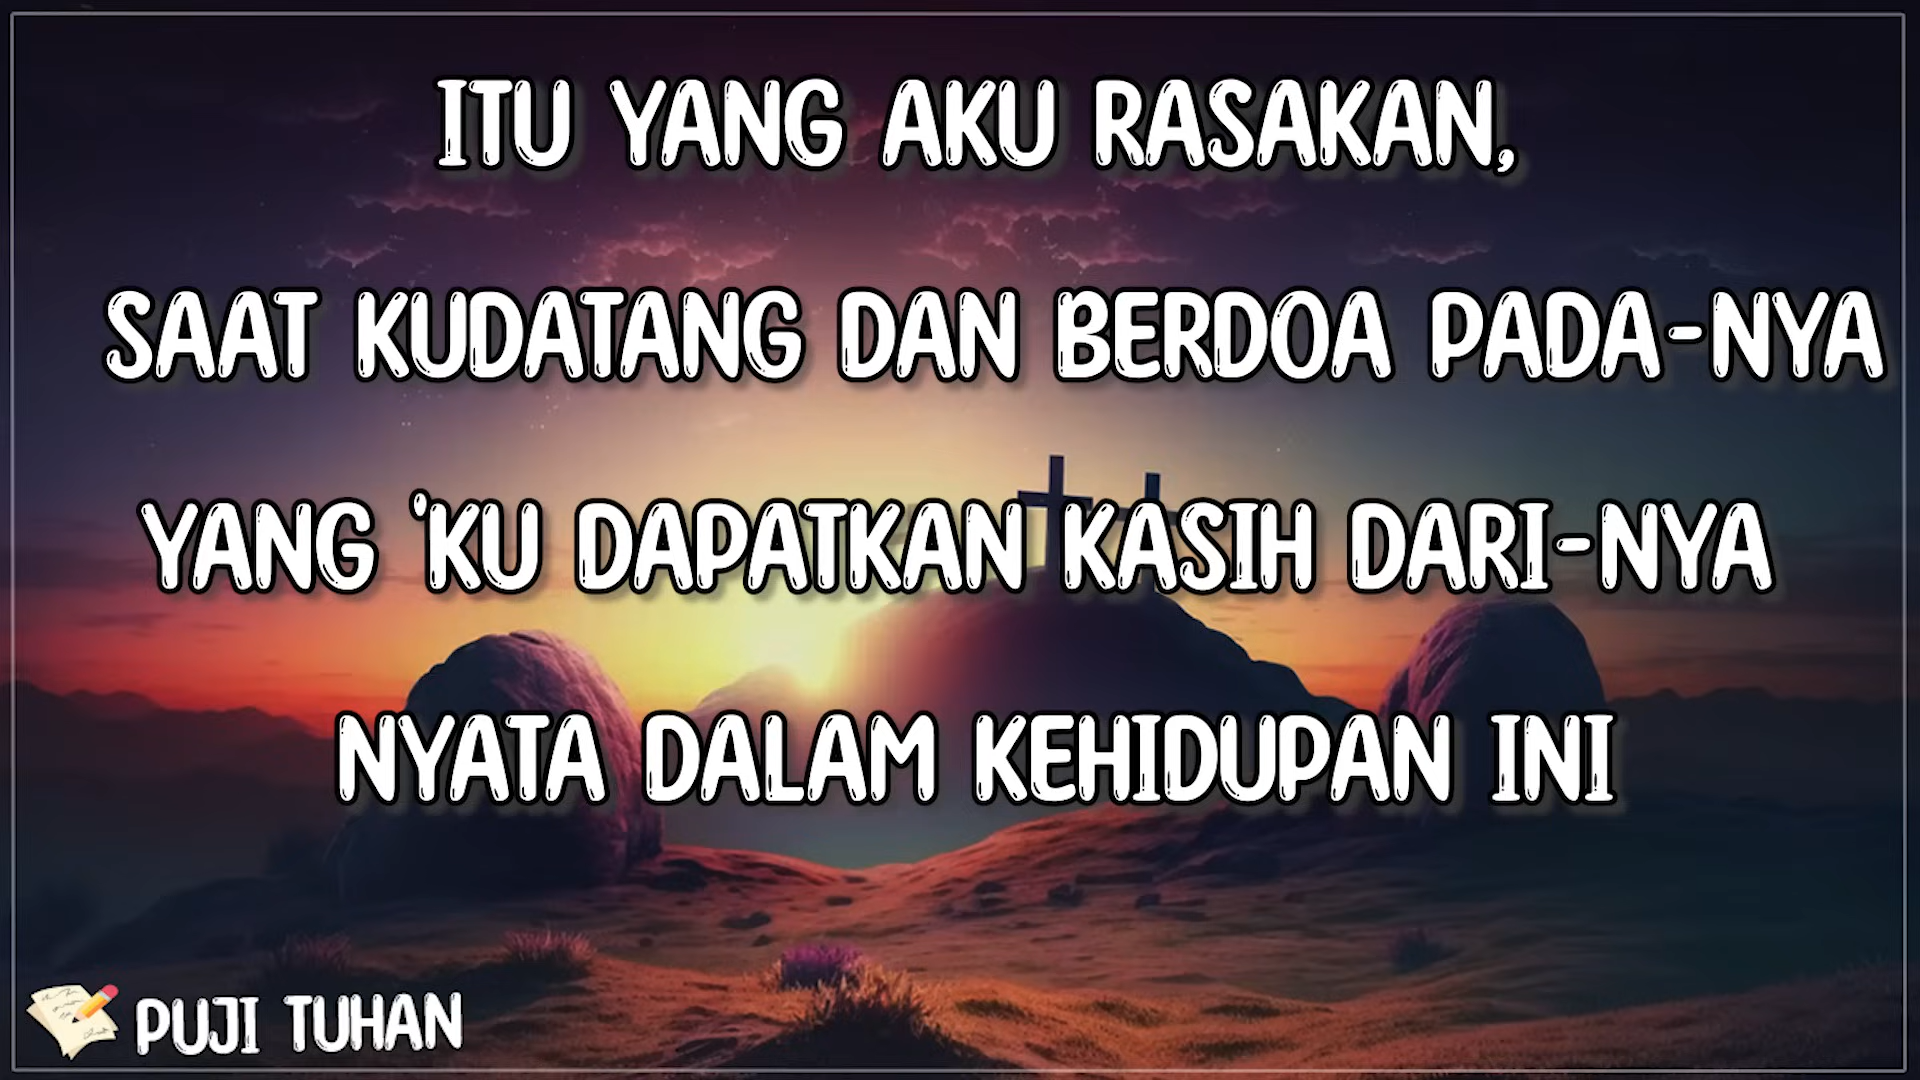 ITU YANG AKU RASAKAN,
SAAT KUDATANG DAN BERDOA PADA-NYA
YANG 'KU DAPATKAN KASIH DARI-NYA
NYATA DALAM KEHIDUPAN INI
PUJI TUHAN